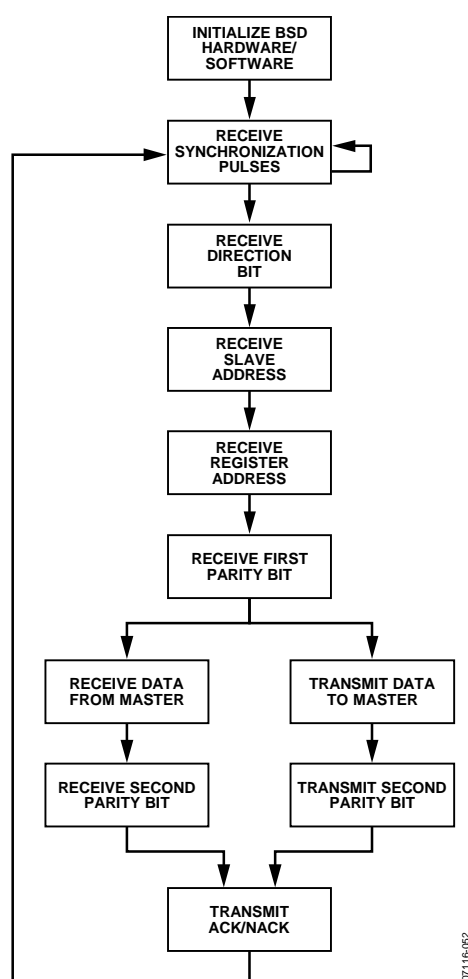 INITIALIZE BSD
HARDWARE/
SOFTWARE
RECEIVE
SYNCHRONIZATION
PULSES
RECEIVE
DIRECTION
BIT
RECEIVE
SLAVE
ADDRESS
RECEIVE
REGISTER
ADDRESS
RECEIVE FIRST
PARITY BIT
RECEIVE DATA
FROM MASTER
TRANSMIT DATA
TO MASTER
RECEIVE SECOND
PARITY BIT
TRANSMIT SECOND
PARITY BIT
TRANSMIT
ACK/NACK
07116-052